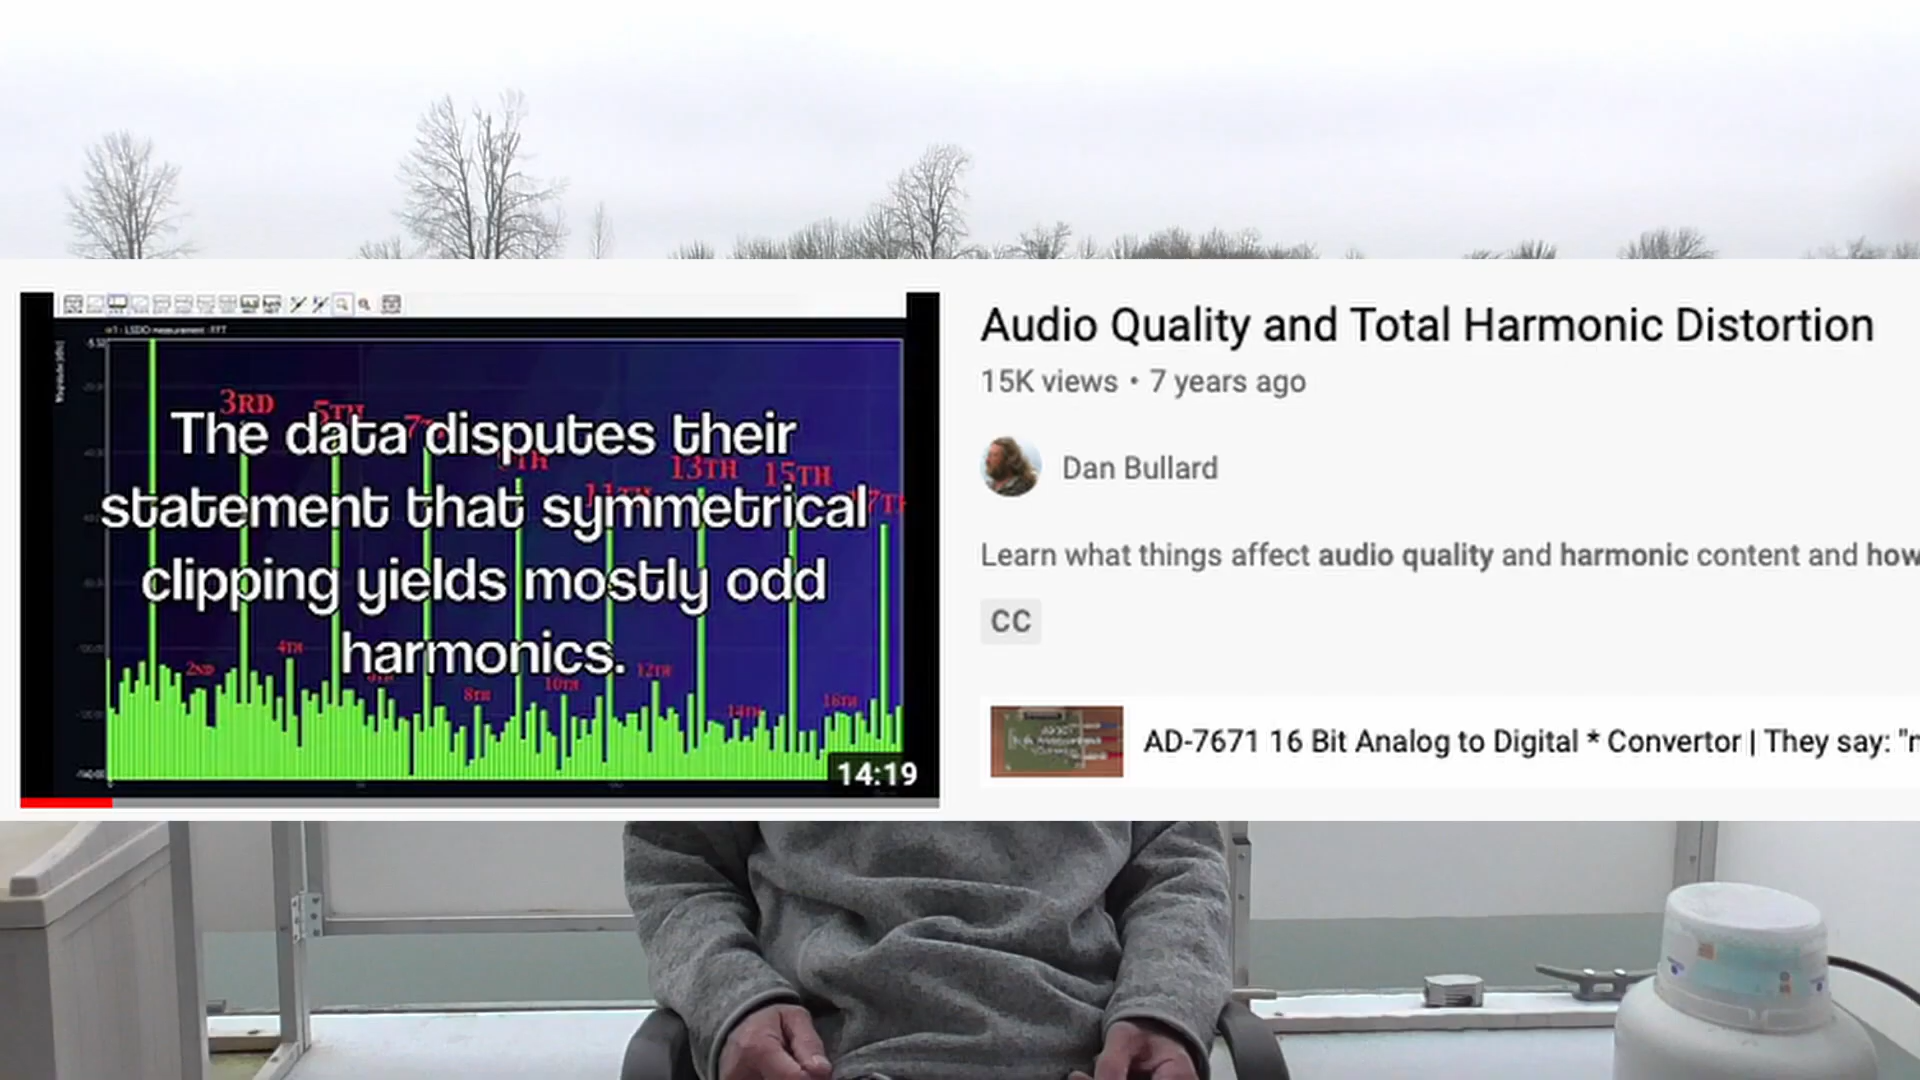 Audio Quality and Total Harmonic Distortion
15K views • 7 years ago
Dan Bullard
Learn what things affect audio quality and harmonic content and how
CC
AD-7671 16 Bit Analog to Digital * Convertor | They say: "n
3RD
5TH
13TH
15TH
The data disputes their
statement that symmetrical
clipping yields mostly odd
harmonics.
2ND
4TH
8TH
10TH
12TH
14TH
16TH
14:19